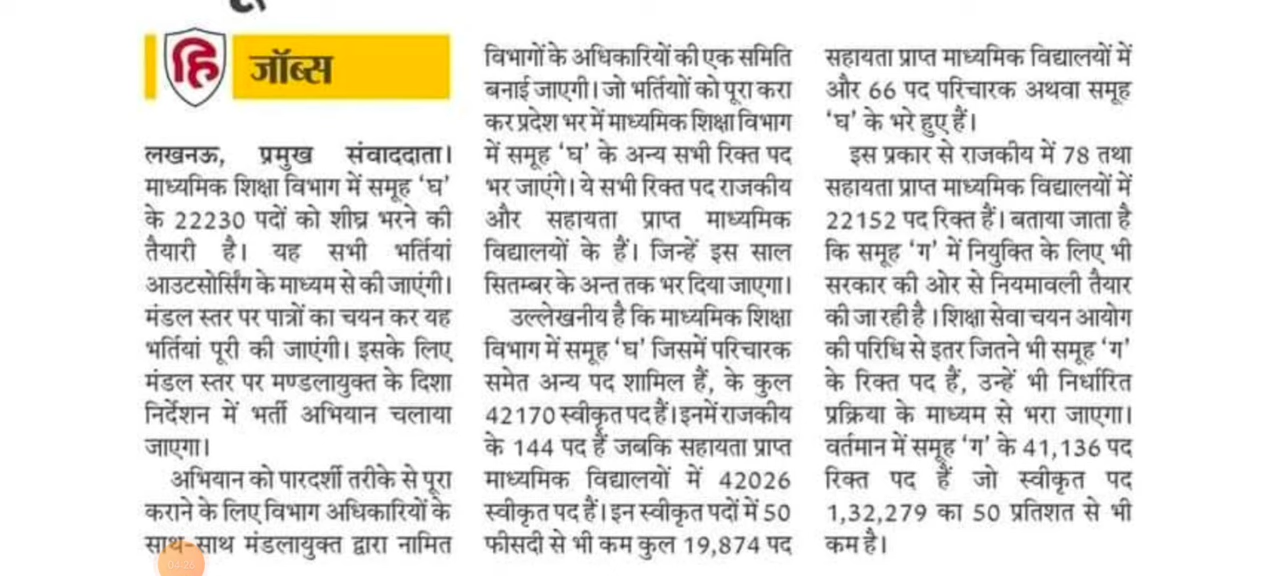 हि
जॉब्स
लखनऊ, प्रमुख संवाददाता।
माध्यमिक शिक्षा विभाग में समूह ‘घ’
के 22230 पदों को शीघ्र भरने की
तैयारी है। यह सभी भर्तियां
आउटसोर्सिंग के माध्यम से की जाएंगी।
मंडल स्तर पर पात्रों का चयन कर यह
भर्तियां पूरी की जाएंगी। इसके लिए
मंडल स्तर पर मण्डलायुक्त के दिशा
निर्देशन में भर्ती अभियान चलाया
जाएगा।
अभियान को पारदर्शी तरीके से पूरा
कराने के लिए विभाग अधिकारियों के
साथ-साथ मंडलायुक्त द्वारा नामित
विभागों के अधिकारियों की एक समिति
बनाई जाएगी। जो भर्तियाों को पूरा करा
कर प्रदेश भर में माध्यमिक शिक्षा विभाग
में समूह ‘घ’ के अन्य सभी रिक्त पद
भर जाएंगे। ये सभी रिक्त पद राजकीय
और सहायता प्राप्त माध्यमिक
विद्यालयों के हैं। जिन्हें इस साल
सितम्बर के अन्त तक भर दिया जाएगा।
उल्लेखनीय है कि माध्यमिक शिक्षा
विभाग में समूह ‘घ’ जिसमें परिचारक
समेत अन्य पद शामिल हैं, के कुल
42170 स्वीकृत पद हैं। इनमें राजकीय
के 144 पद हैं जबकि सहायता प्राप्त
माध्यमिक विद्यालयों में 42026
स्वीकृत पद हैं। इन स्वीकृत पदों में 50
फीसदी से भी कम कुल 19,874 पद
सहायता प्राप्त माध्यमिक विद्यालयों में
और 66 पद परिचारक अथवा समूह
‘घ’ के भरे हुए हैं।
इस प्रकार से राजकीय में 78 तथा
सहायता प्राप्त माध्यमिक विद्यालयों में
22152 पद रिक्त हैं। बताया जाता है
कि समूह ‘ग’ में नियुक्ति के लिए भी
सरकार की ओर से नियमावली तैयार
की जा रही है । शिक्षा सेवा चयन आयोग
की परिधि से इतर जितने भी समूह ‘ग’
के रिक्त पद हैं, उन्हें भी निर्धारित
प्रक्रिया के माध्यम से भरा जाएगा।
वर्तमान में समूह ‘ग’ के 41,136 पद
रिक्त पद हैं जो स्वीकृत पद
1,32,279 का 50 प्रतिशत से भी
कम है।
04:28